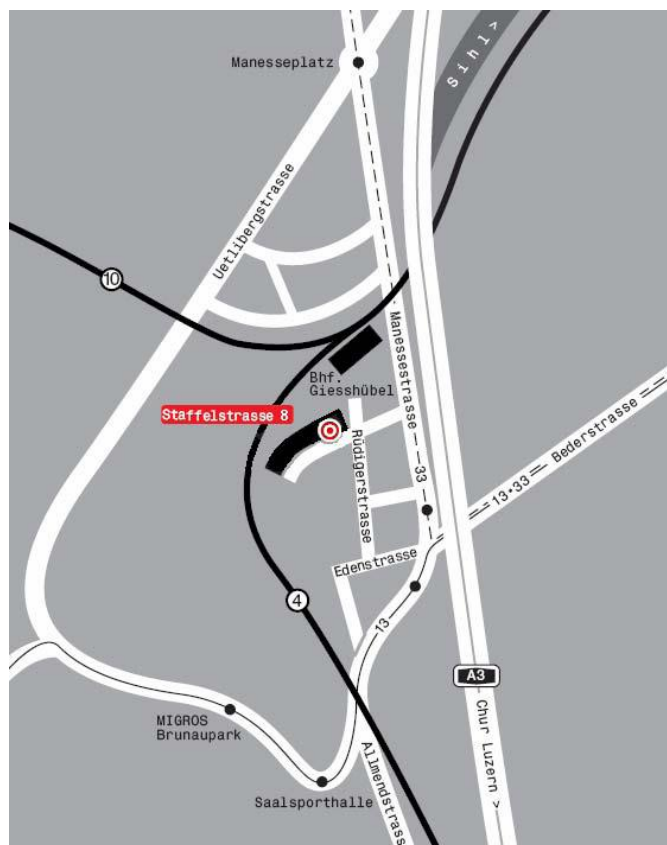 Sihl>
Manesseplatz
Uetlibergstrasse
10
Manessestrasse
Bhf.
Giesshübel
Staffelstrasse 8
Rüdigerstrasse
33
13•33
Bederstrasse
Edenstrasse
4
13
A3
MIGROS
Brunaupark
Chur Luzern >
Allmendstrass
Saalsporthalle